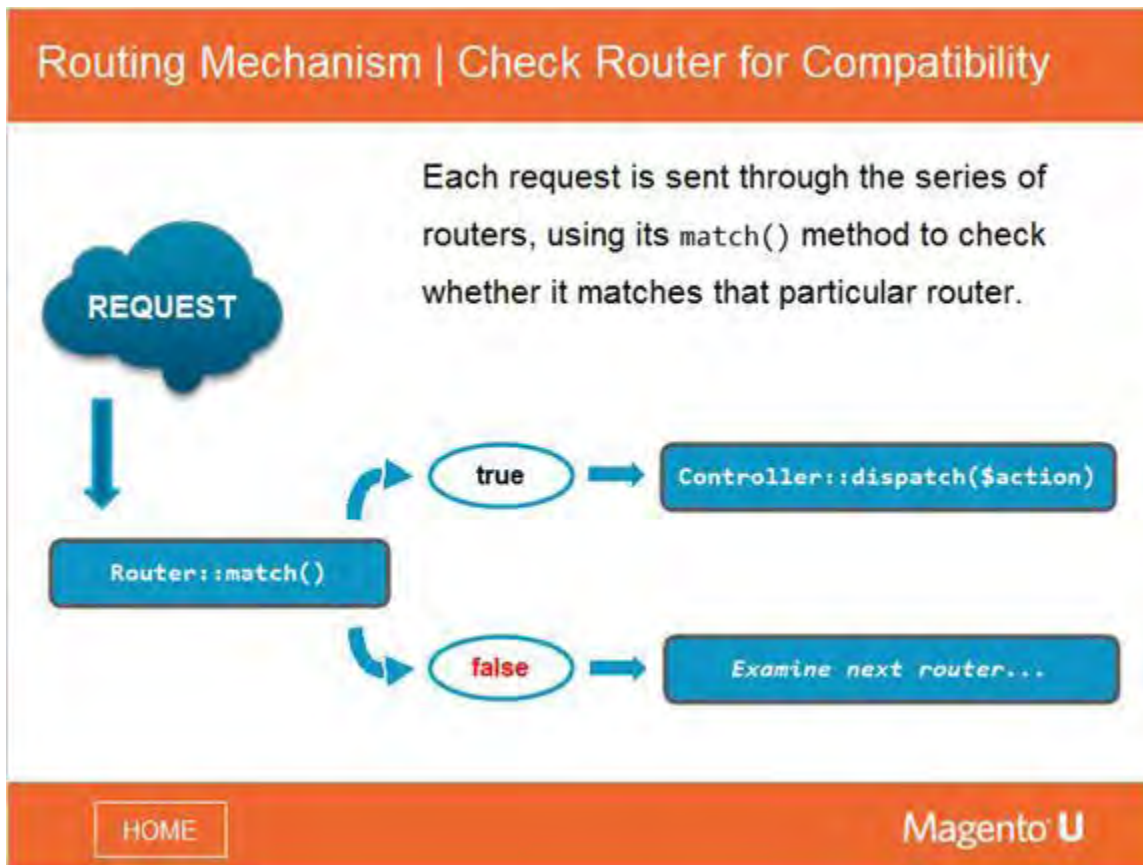 Routing Mechanism | Check Router for Compatibility
Each request is sent through the series of
routers, using its match() method to check
whether it matches that particular router.
REQUEST
true
Controller::dispatch($action)
Router::match()
false
Examine next router...
HOME
Magento U